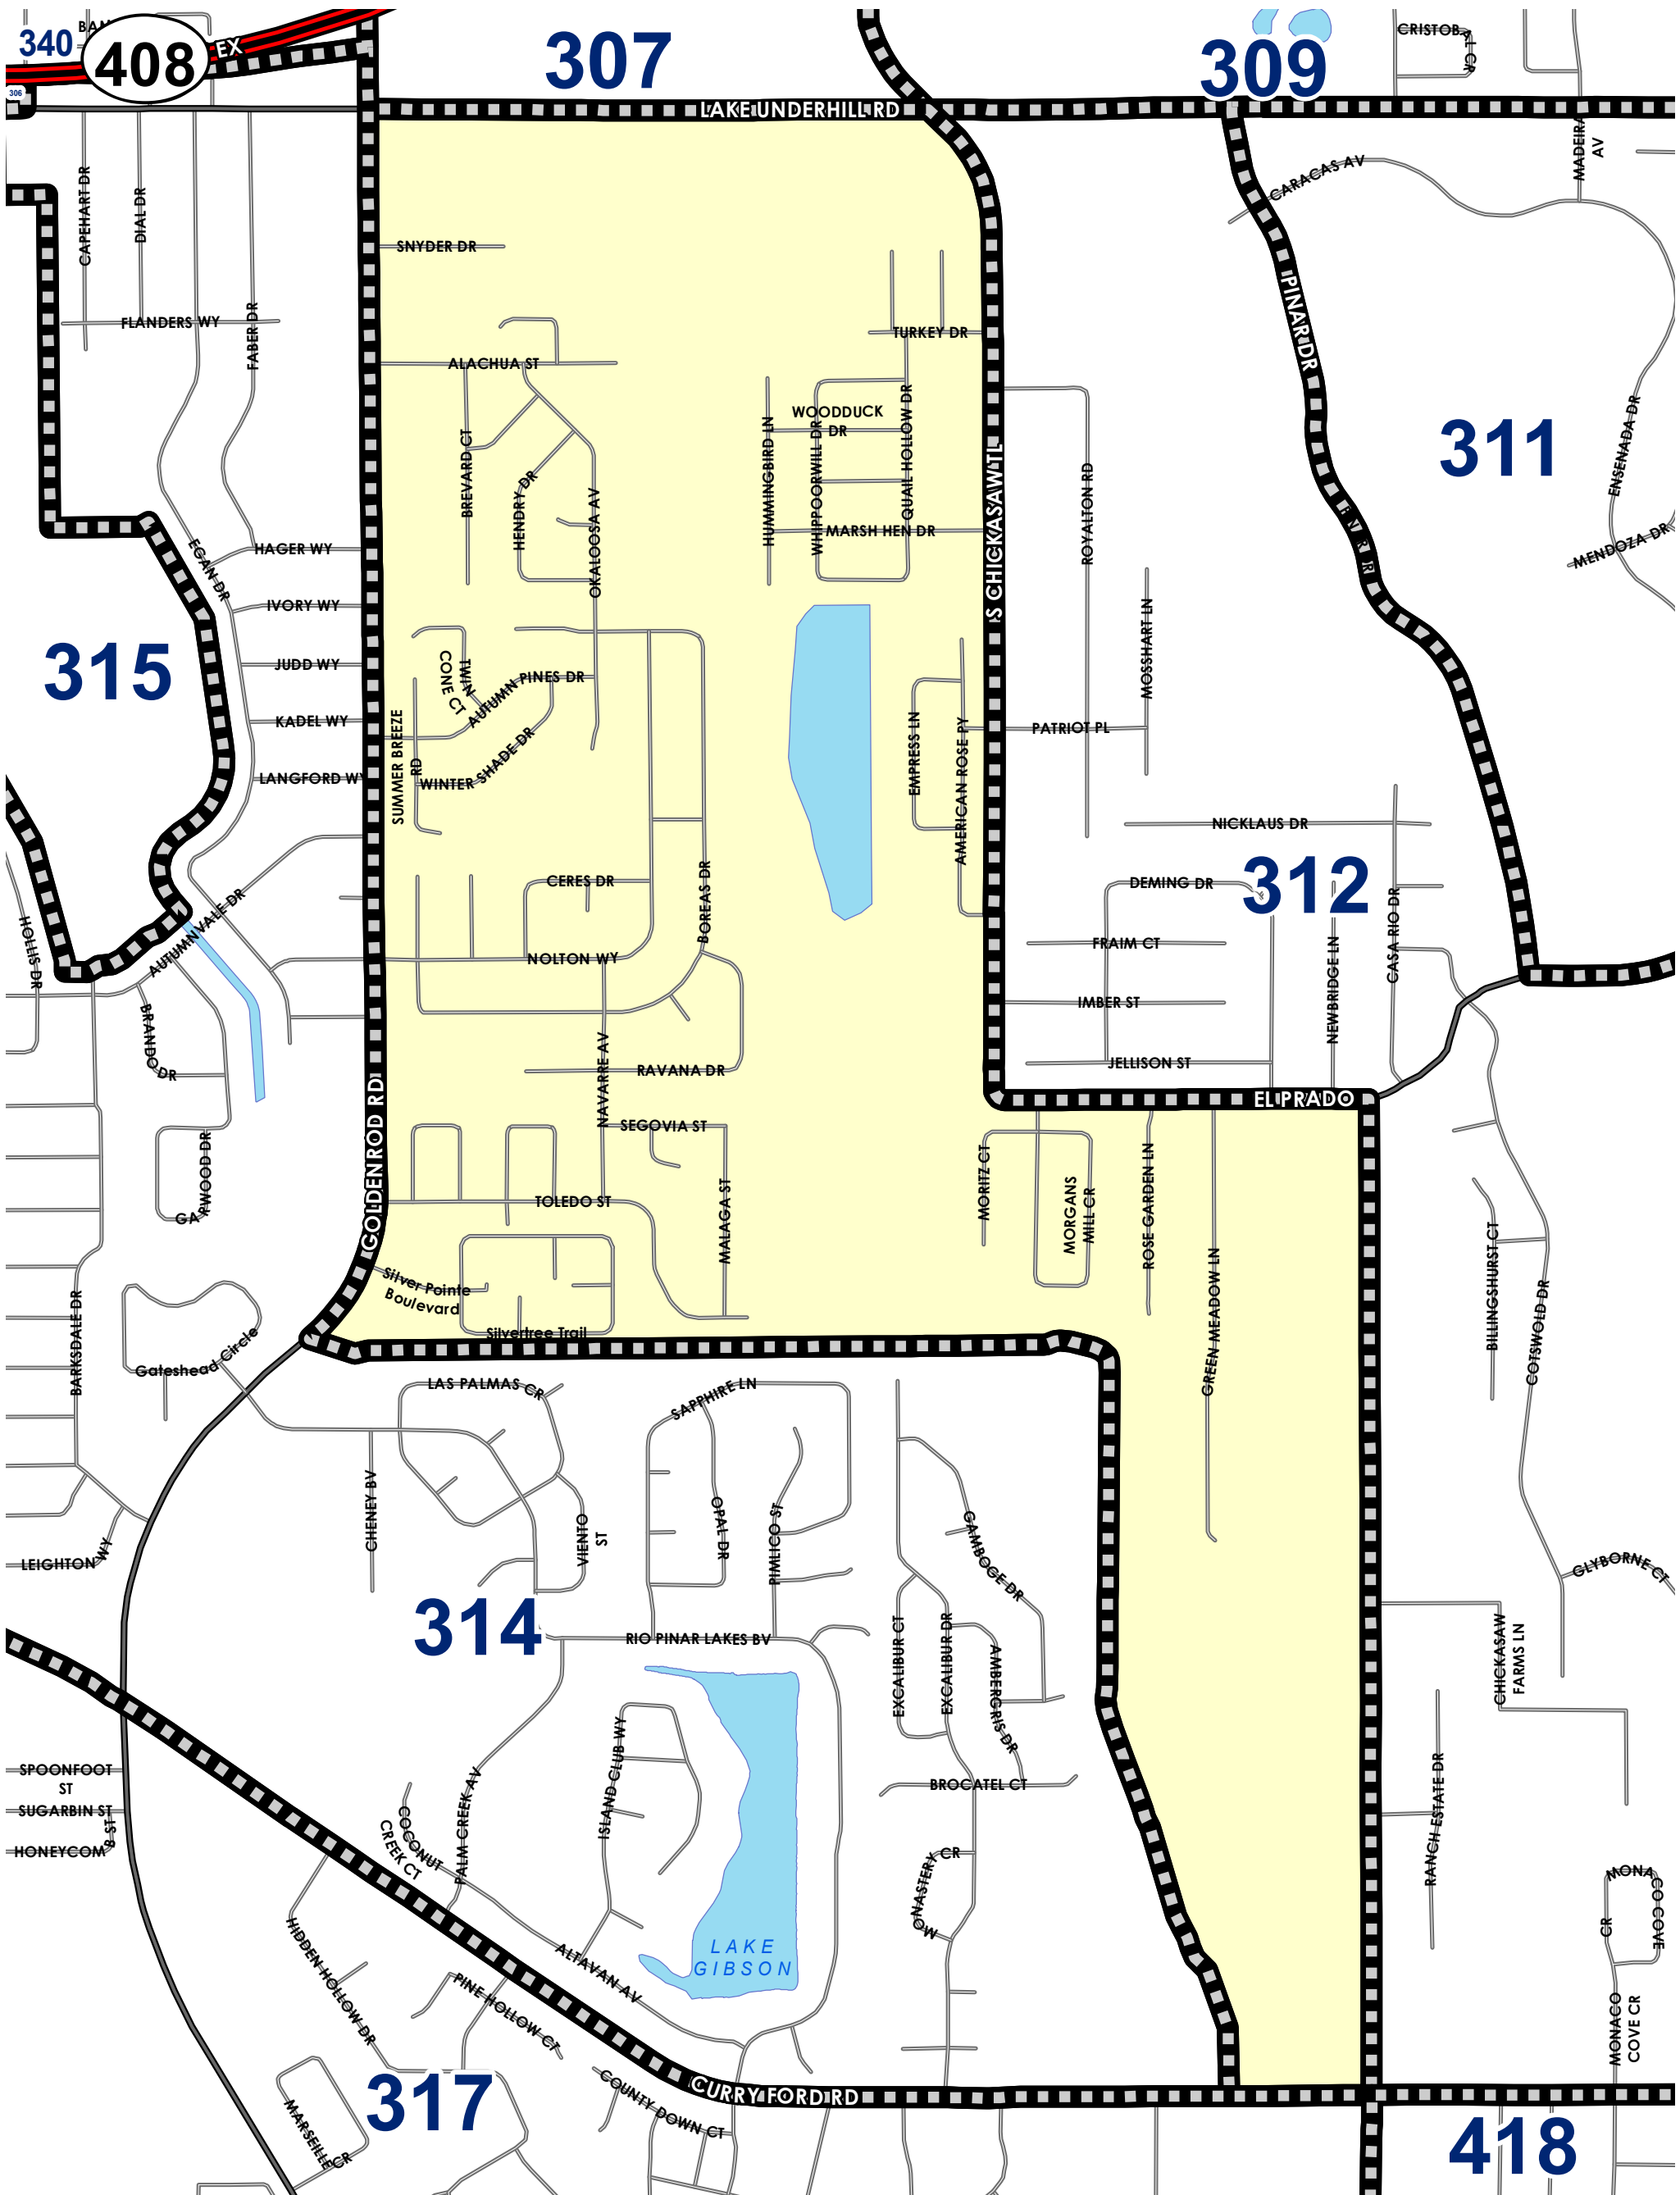 340
BAM
408
EX
306
307
309
CRISTOBAL CR
LAKE UNDERHILL RD
MADEIRA
AV
CARACAS AV
CAPEHART DR
DIAL DR
SNYDER DR
PINAR DR
FLANDERS WY
FABER DR
TURKEY DR
ALACHUA ST
WOODDUCK
DR
311
ENSENADA DR
BREVARD CT
HENDRY DR
OKALOOSA AV
HUMMINGBIRD LN
WHIPPOORWILL DR
QUAIL HOLLOW DR
S CHICKASAW TL
ROYALTON RD
MARSH HEN DR
MENDOZA DR
EGAN DR
HAGER WY
IVORY WY
315
JUDD WY
TWIN
CONE CT
AUTUMN PINES DR
MOSSHART LN
KADEL WY
SUMMER BREEZE
RD
WINTER SHADE DR
EMPRESS LN
AMERICAN ROSE PY
PATRIOT PL
LANGFORD WY
NICKLAUS DR
CERES DR
BOREAS DR
DEMING DR
312
CASA RIO DR
HOLLIS DR
AUTUMNVALE DR
FRAIM CT
NEWBRIDGE LN
NOLTON WY
IMBER ST
BRANDO DR
NAVARRE AV
RAVANA DR
JELLISON ST
GOLDENROD RD
EL PRADO
SEGOVIA ST
GARWOOD DR
TOLEDO ST
MALAGA ST
MORITZ CT
MORGANS
MILL CR
ROSE GARDEN LN
GREEN MEADOW LN
BILLINGSHURST CT
COTSWOLD DR
Silver Pointe
Boulevard
Silvertree Trail
BARKSDALE DR
Gateshead Circle
LAS PALMAS CR
SAPPHIRE LN
CHENEY BV
VIENTO
ST
OPAL DR
PIMLICO ST
GAMBOGE DR
LEIGHTON WY
GLYBORNE CT
314
RIO PINAR LAKES BV
EXCALIBUR CT
EXCALIBUR DR
AMBERGRIS DR
CHICKASAW
FARMS LN
SPOONFOOT
ST
SUGARBIN ST
HONEYCOMB ST
COCONUT
CREEK CT
PALM CREEK AV
ISLAND CLUB WY
BROCATEL CT
RANCH ESTATE DR
MONASTERY CR
MONACO COVE
CR
LAKE
GIBSON
HIDDEN HOLLOW DR
ALTAVAN AV
PINE HOLLOW CT
MONACO
COVE CR
317
COUNTY DOWN CT
CURRY FORD RD
MARSEILLE CR
418